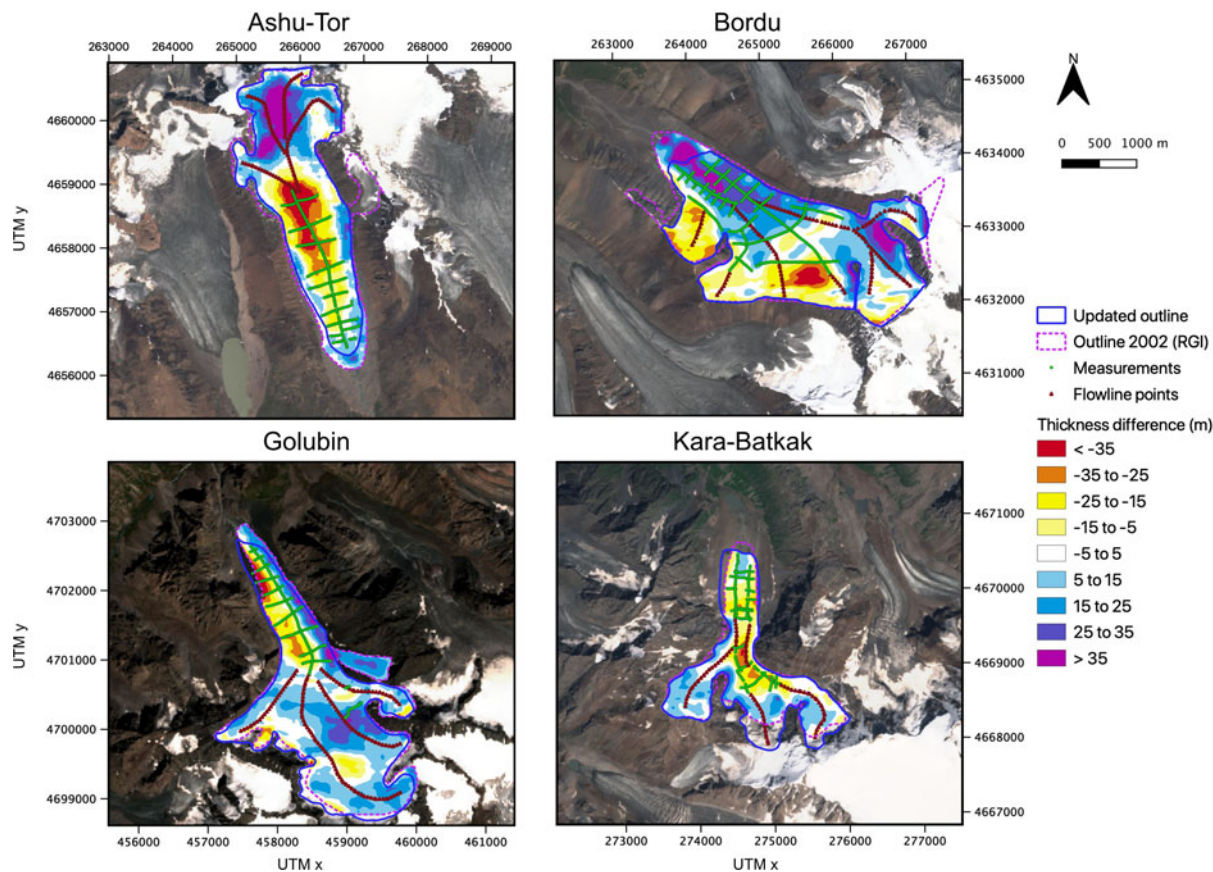 Ashu-Tor
263000 264000 265000 266000 267000 268000 269000
UTM y
4660000
4659000
4658000
4657000
4656000
Bordu
263000 264000 265000 266000 267000
4635000
4634000
4633000
4632000
4631000
N
0 500 1000 m
Updated outline
Outline 2002 (RGI)
Measurements
Flowline points
Thickness difference (m)
< -35
-35 to -25
-25 to -15
-15 to -5
-5 to 5
5 to 15
15 to 25
25 to 35
> 35
Golubin
UTM y
4703000
4702000
4701000
4700000
4699000
456000 457000 458000 459000 460000 461000
UTM x
Kara-Batkak
4671000
4670000
4669000
4668000
4667000
273000 274000 275000 276000 277000
UTM x